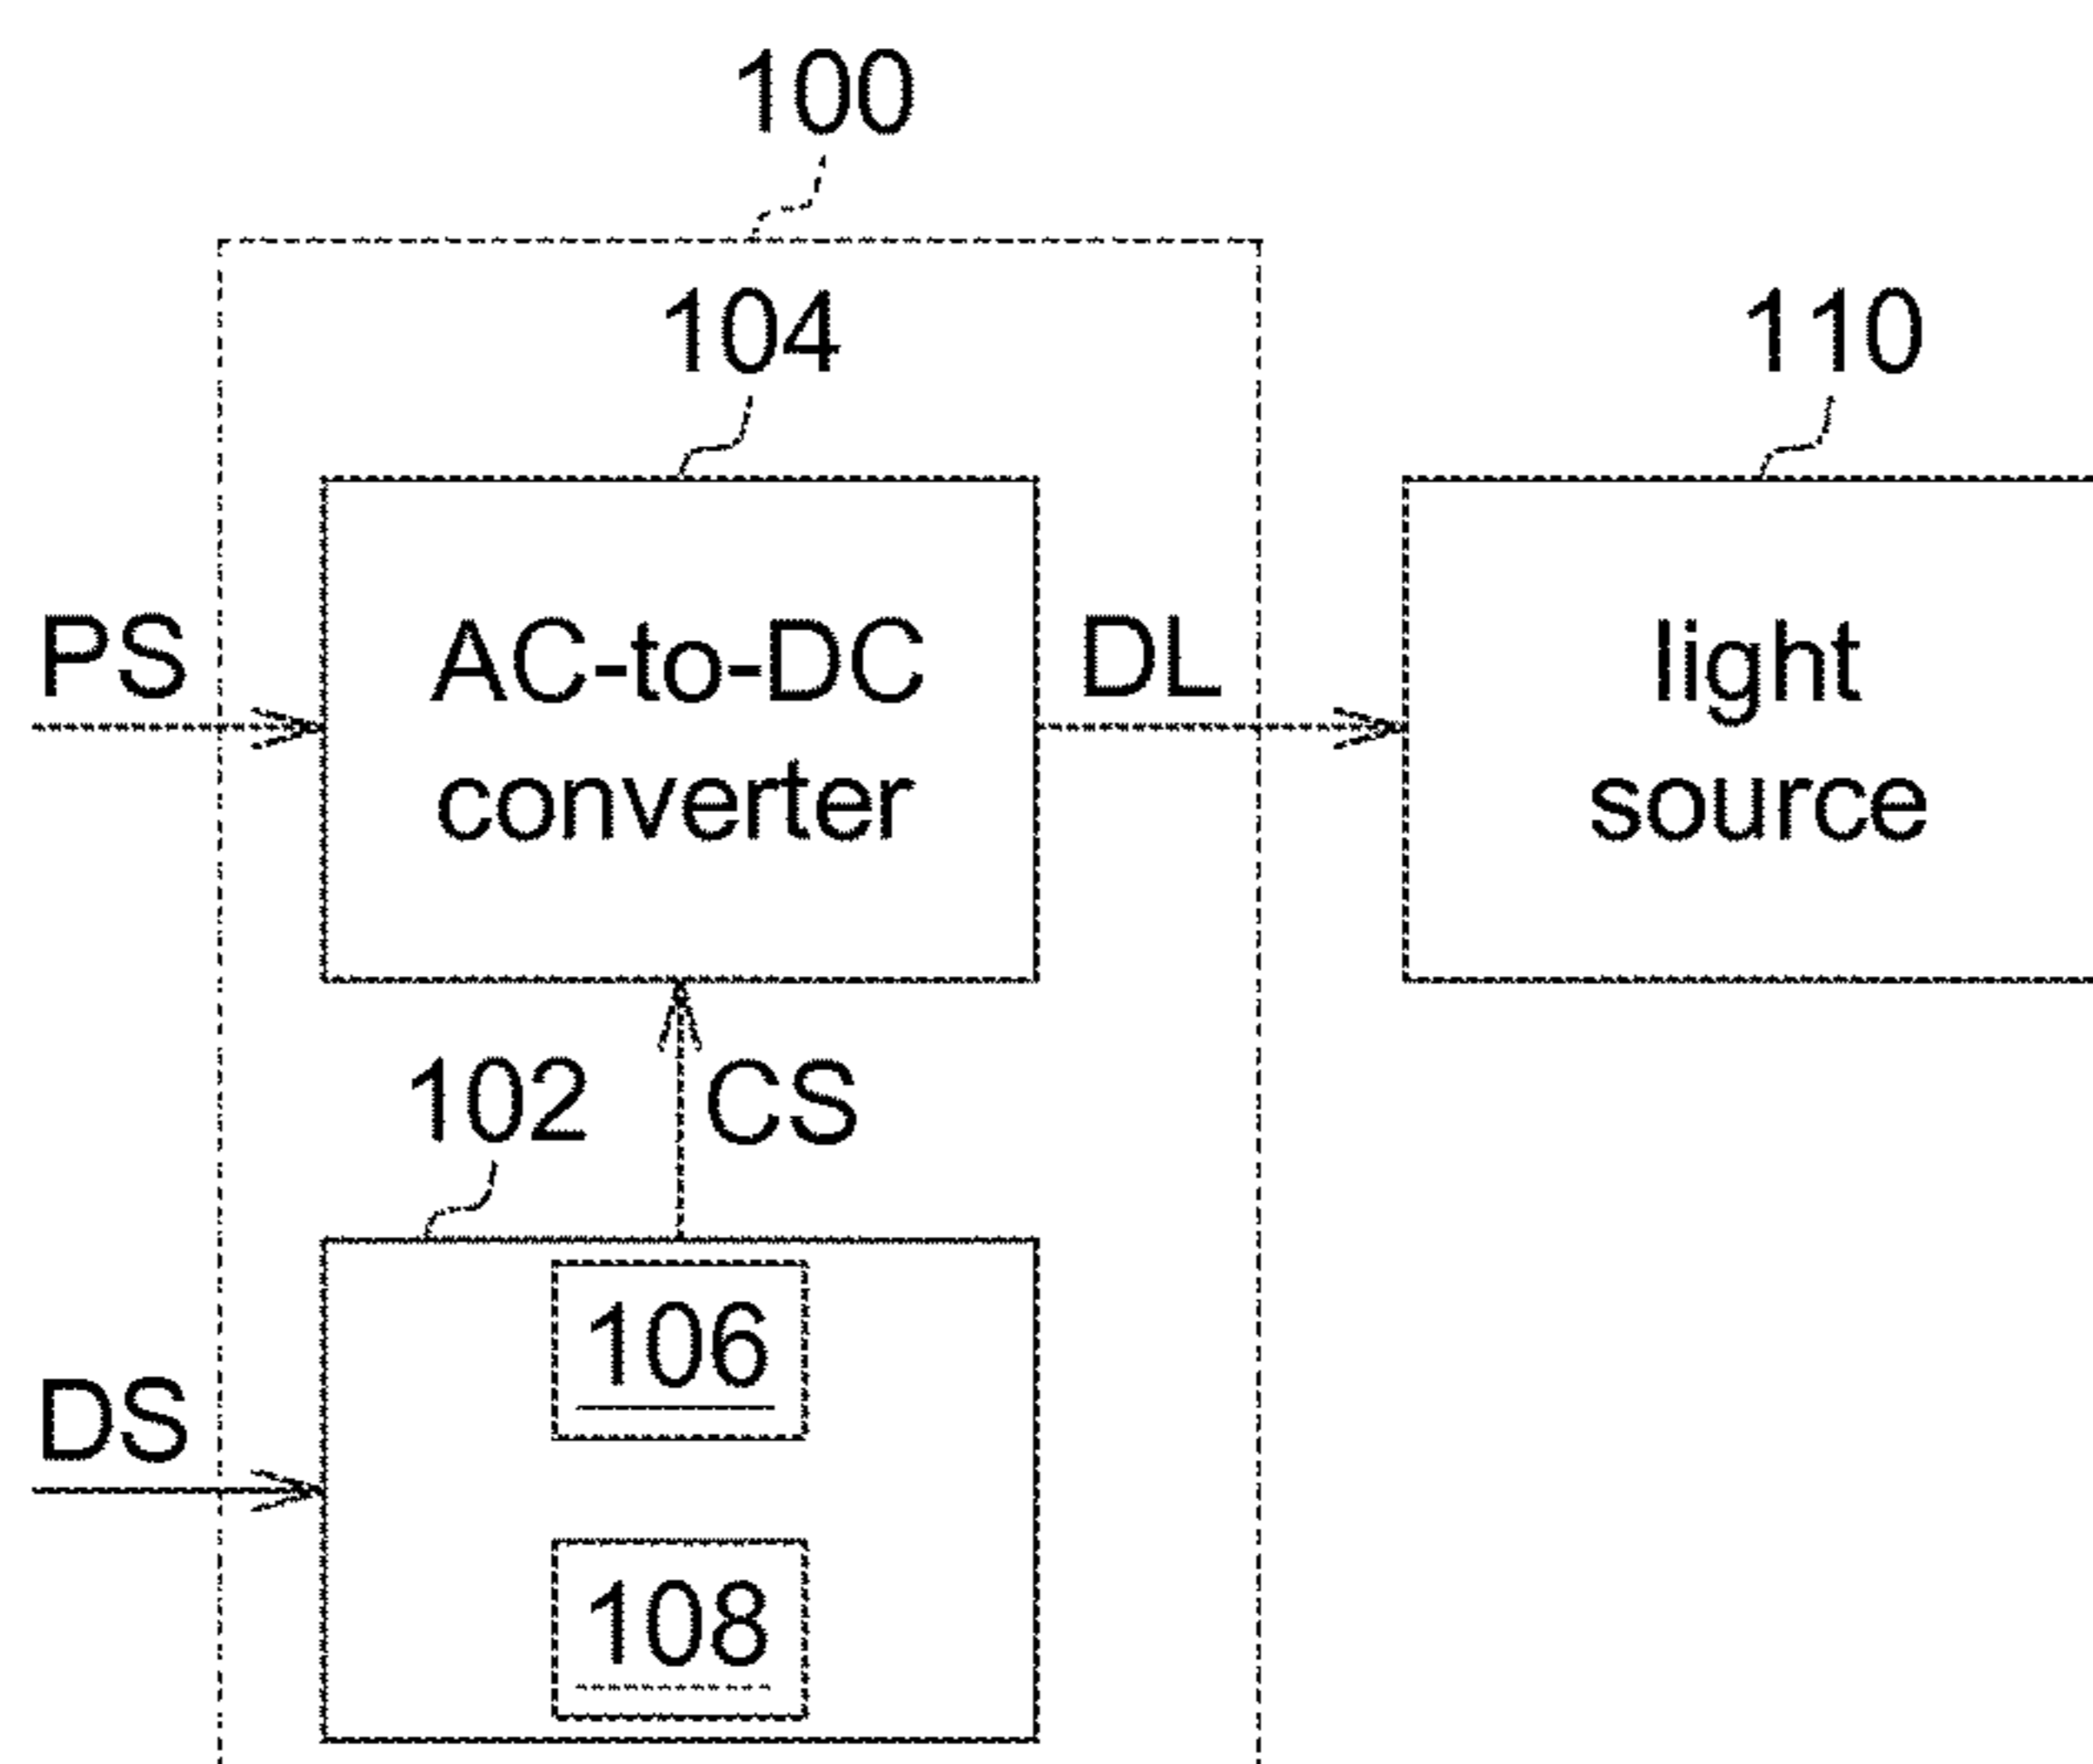 100
104
110
PS
AC-to-DC
converter
DL
light
source
102
CS
106
DS
108